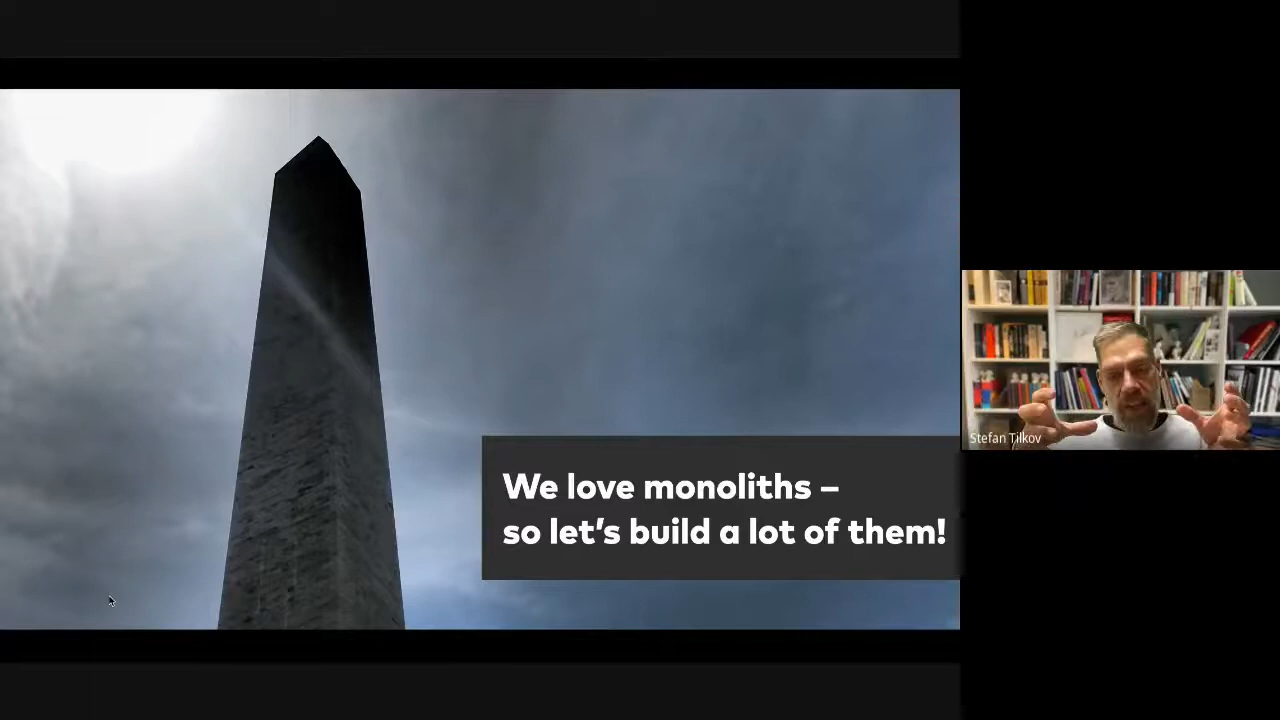 We love monoliths –
so let’s build a lot of them!
Stefan Tilkov